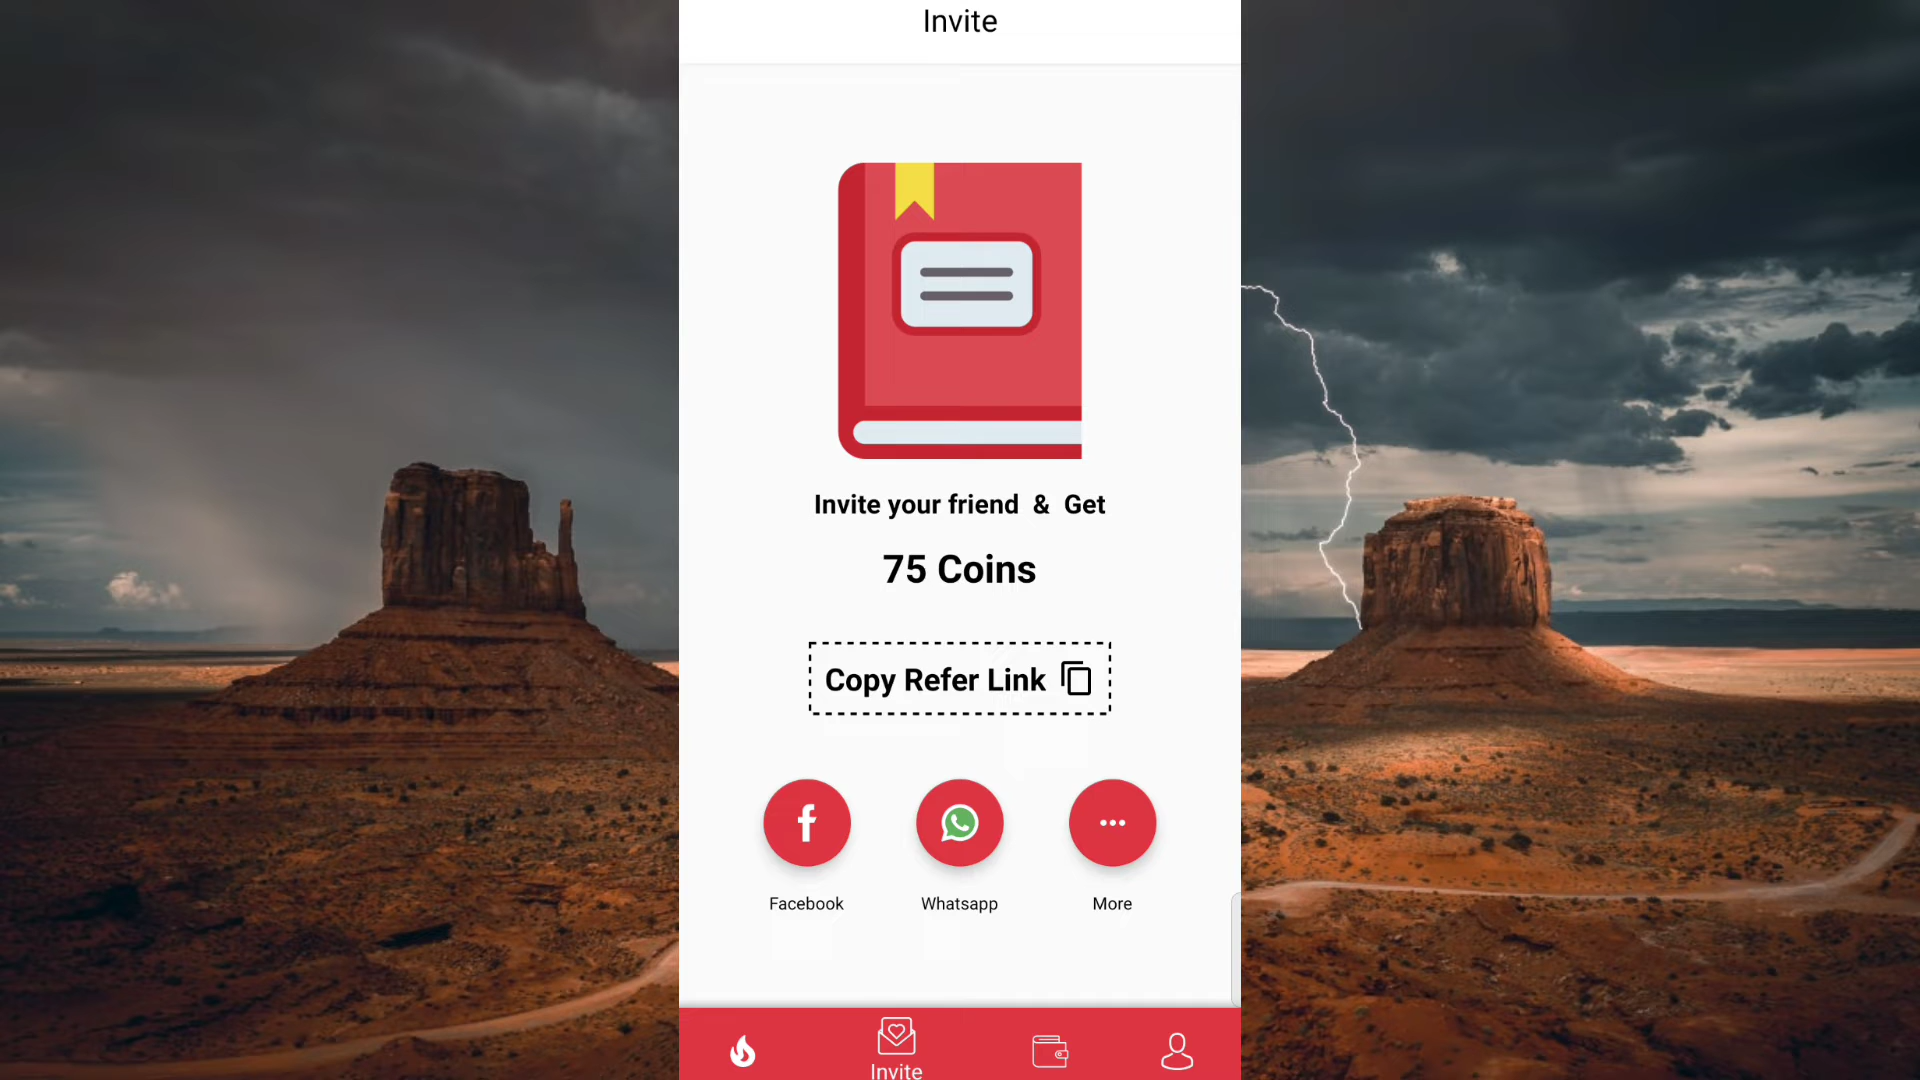 Invite
Invite your friend & Get
75 Coins
Copy Refer Link
Facebook
Whatsapp
More
Invite